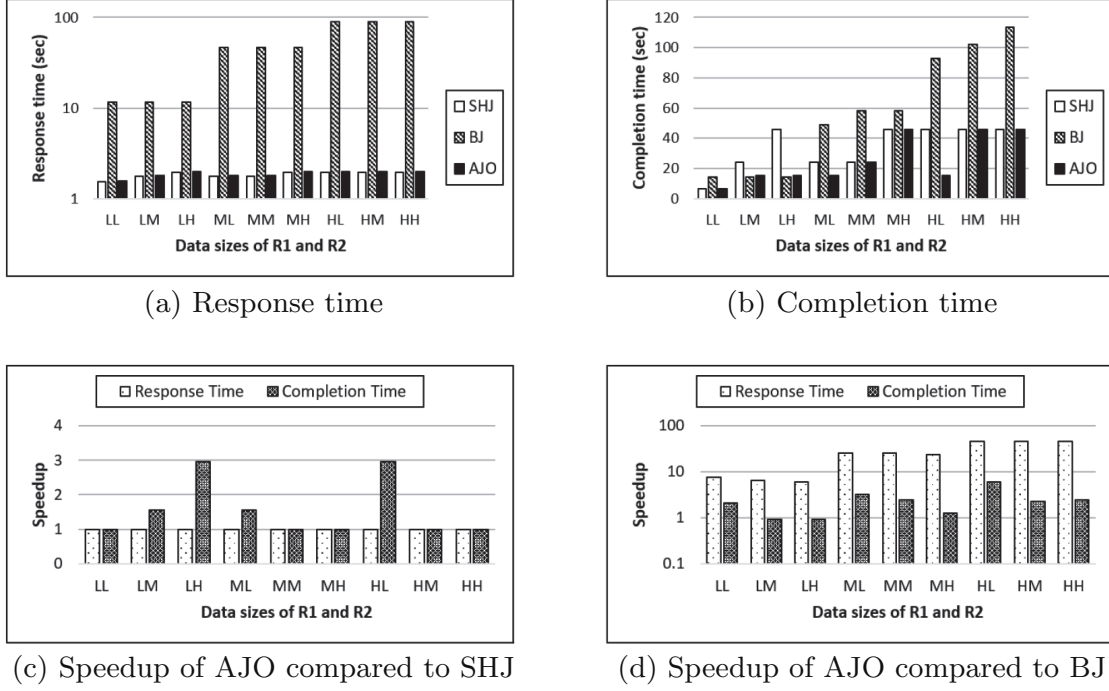 Response time (sec)
100
10
1
LL LM LH ML MM MH HL HM HH
Data sizes of R1 and R2
SHJ
BJ
AJO
(a) Response time
Completion time (sec)
120
100
80
60
40
20
0
LL LM LH ML MM MH HL HM HH
Data sizes of R1 and R2
SHJ
BJ
AJO
(b) Completion time
Response Time Completion Time
Speedup
4
3
2
1
0
LL LM LH ML MM MH HL HM HH
Data sizes of R1 and R2
(c) Speedup of AJO compared to SHJ
Response Time Completion Time
Speedup
100
10
1
0.1
LL LM LH ML MM MH HL HM HH
Data sizes of R1 and R2
(d) Speedup of AJO compared to BJ